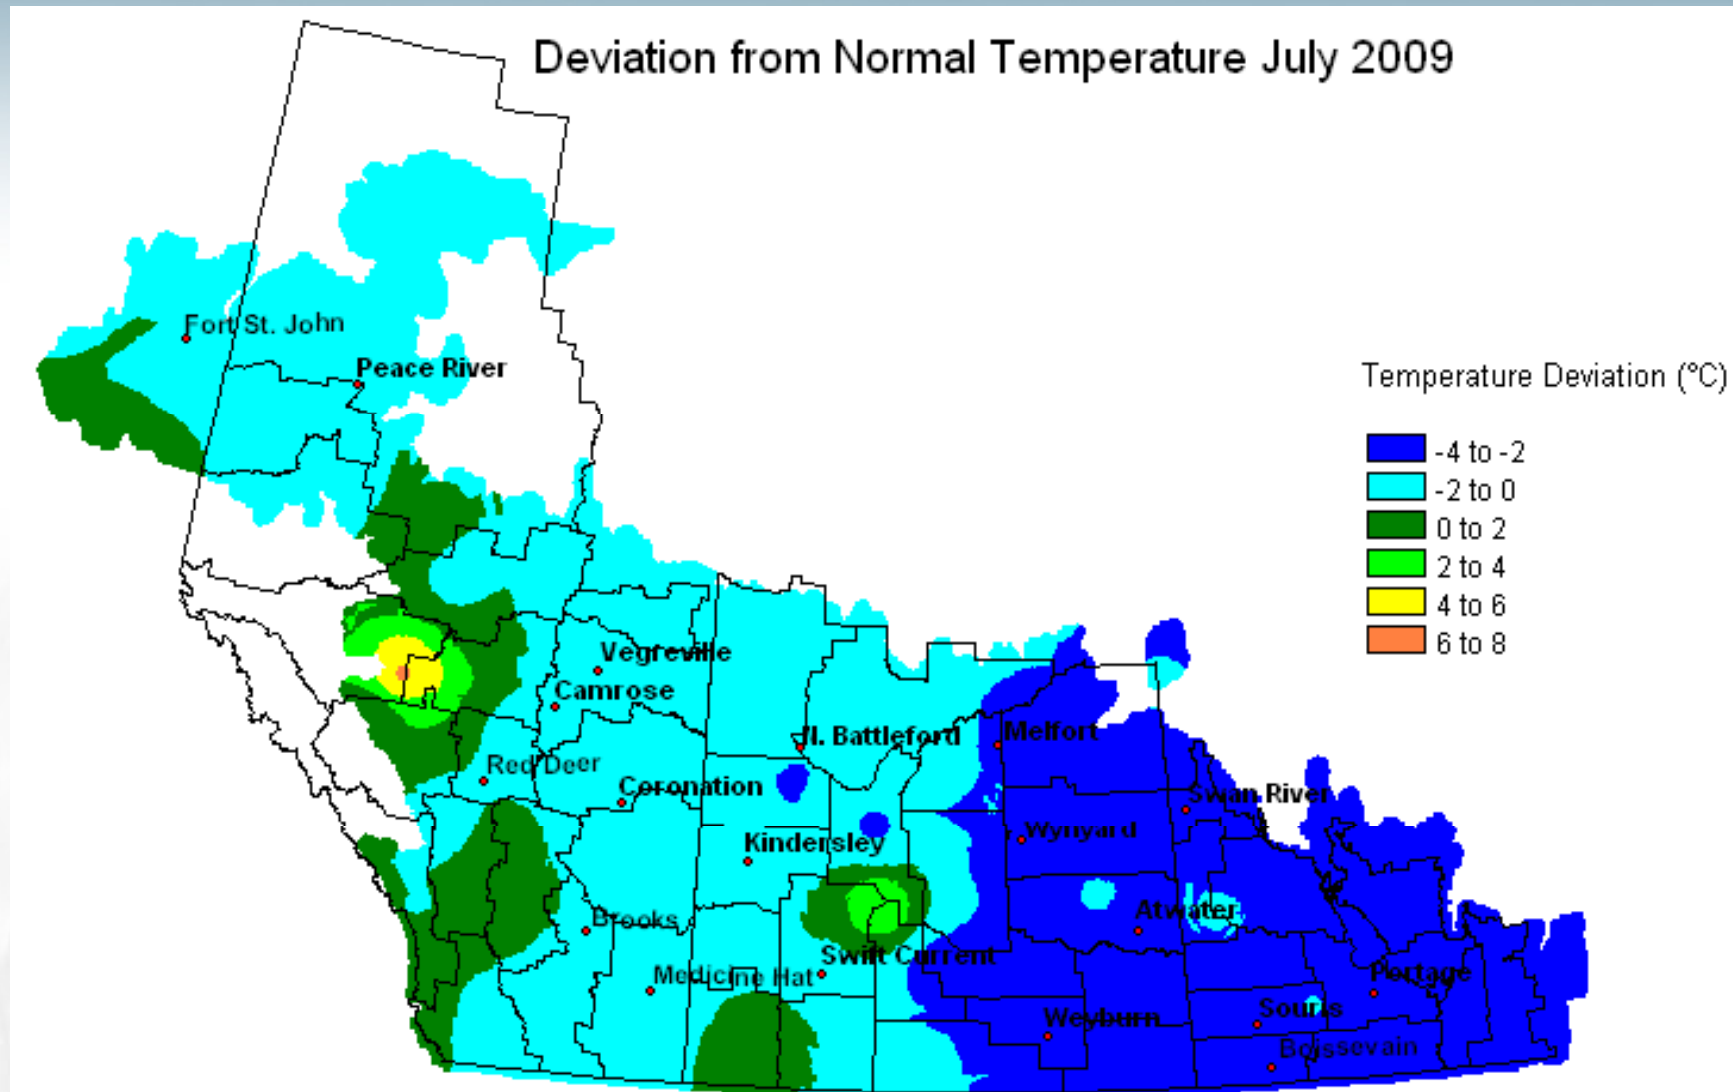 Deviation from Normal Temperature July 2009
Fort St. John
Peace River
Temperature Deviation (°C)
-4 to -2
-2 to 0
0 to 2
2 to 4
4 to 6
6 to 8
Vegreville
Camrose
N. Battleford
Melfort
Red Deer
Coronation
Swan River
Wynyard
Kindersley
Atwater
Brooks
Swift Current
Medicine Hat
Portage
Souris
Weyburn
Boissevain